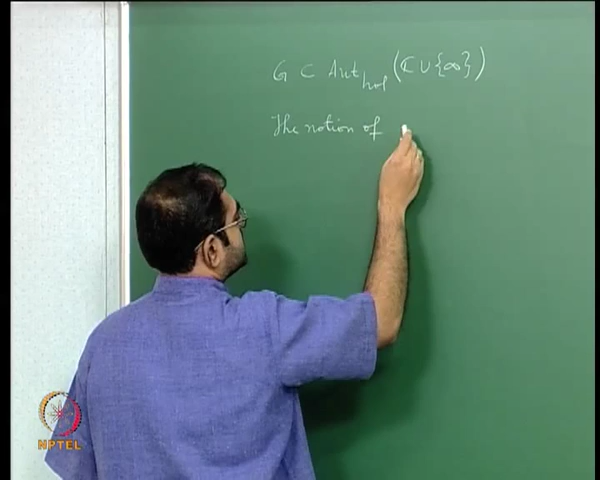 G ⊂ Aut_hol (ℂ ∪ {∞})
The notion of
NPTEL